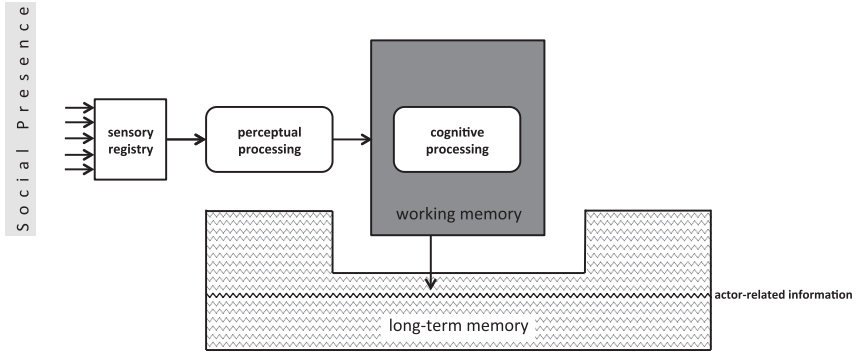 Social Presence
sensory
registry
perceptual
processing
cognitive
processing
working memory
actor-related information
long-term memory